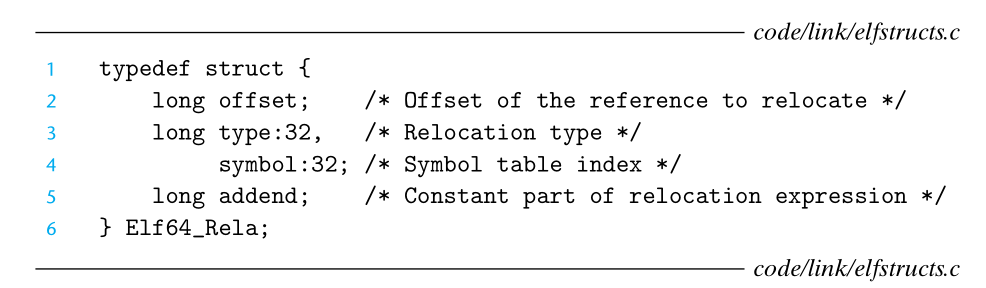 code/link/elfstructs.c
1 typedef struct {
2 long offset; /* Offset of the reference to relocate */
3 long type:32, /* Relocation type */
4 symbol:32; /* Symbol table index */
5 long addend; /* Constant part of relocation expression */
6 } Elf64_Rela;
code/link/elfstructs.c